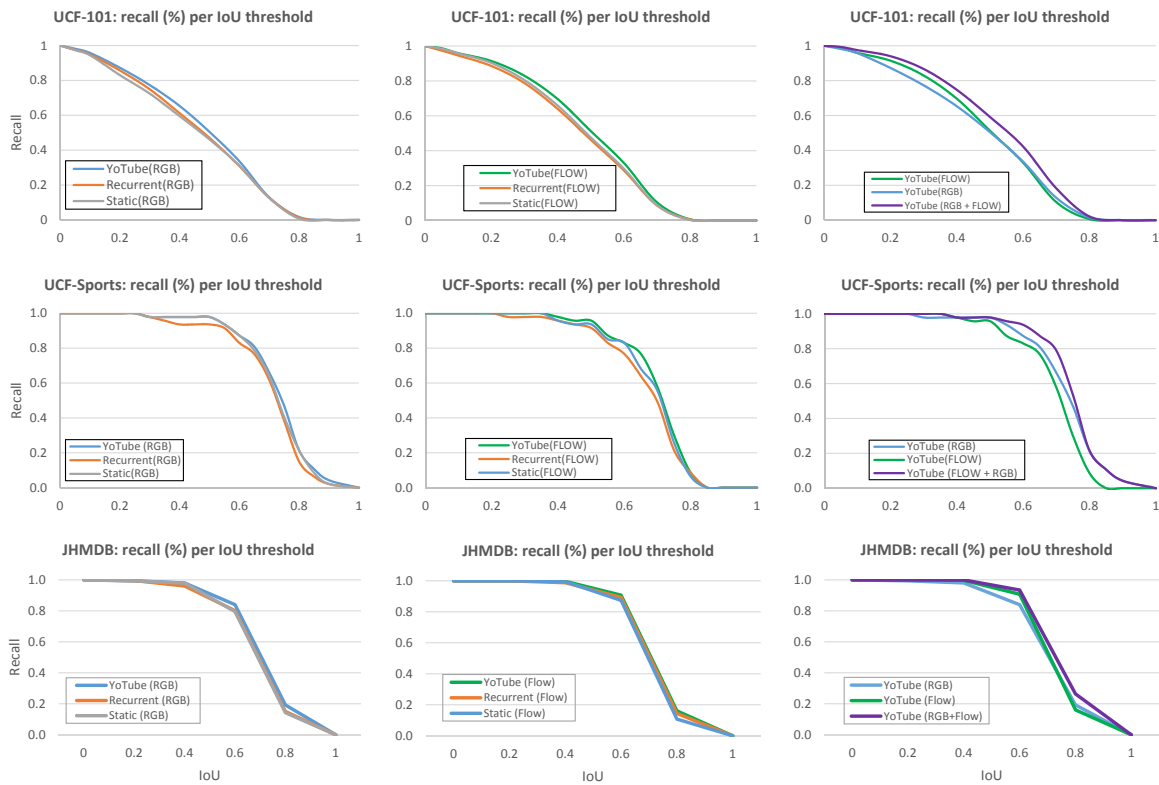 UCF-101: recall (%) per IoU threshold
Recall
1
0.8
0.6
0.4
0.2
0
YoTube(RGB)
Recurrent(RGB)
Static(RGB)
0 0.2 0.4 0.6 0.8 1
UCF-101: recall (%) per IoU threshold
1
0.8
0.6
0.4
0.2
0
YoTube(FLOW)
Recurrent(FLOW)
Static(FLOW)
0 0.2 0.4 0.6 0.8 1
UCF-101: recall (%) per IoU threshold
1
0.8
0.6
0.4
0.2
0
YoTube(FLOW)
YoTube(RGB)
YoTube (RGB + FLOW)
0 0.2 0.4 0.6 0.8 1
UCF-Sports: recall (%) per IoU threshold
Recall
1.0
0.8
0.6
0.4
0.2
0.0
YoTube (RGB)
Recurrent(RGB)
Static(RGB)
0 0.2 0.4 0.6 0.8 1
UCF-Sports: recall (%) per IoU threshold
1.0
0.8
0.6
0.4
0.2
0.0
YoTube(FLOW)
Recurrent(FLOW)
Static(FLOW)
0 0.2 0.4 0.6 0.8 1
UCF-Sports: recall (%) per IoU threshold
1.0
0.8
0.6
0.4
0.2
0.0
YoTube (RGB)
YoTube(FLOW)
YoTube (FLOW + RGB)
0 0.2 0.4 0.6 0.8 1
JHMDB: recall (%) per IoU threshold
Recall
1.0
0.8
0.6
0.4
0.2
0.0
YoTube (RGB)
Recurrent (RGB)
Static (RGB)
0 0.2 0.4 0.6 0.8 1
IoU
JHMDB: recall (%) per IoU threshold
1.0
0.8
0.6
0.4
0.2
0.0
YoTube (Flow)
Recurrent (Flow)
Static (Flow)
0 0.2 0.4 0.6 0.8 1
IoU
JHMDB: recall (%) per IoU threshold
1.0
0.8
0.6
0.4
0.2
0.0
YoTube (RGB)
YoTube (Flow)
YoTube (RGB+Flow)
0 0.2 0.4 0.6 0.8 1
IoU